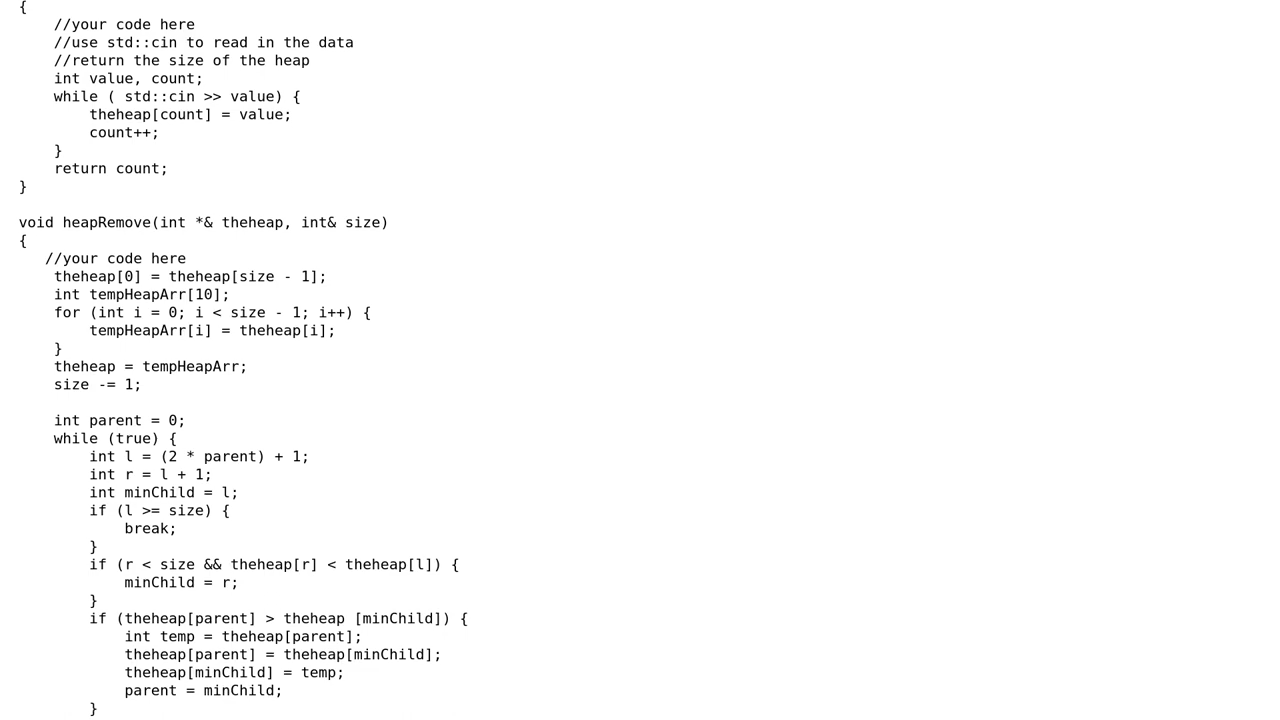 {
    //your code here
    //use std::cin to read in the data
    //return the size of the heap
    int value, count;
    while ( std::cin >> value) {
        theheap[count] = value;
        count++;
    }
    return count;
}

void heapRemove(int *& theheap, int& size)
{
   //your code here
    theheap[0] = theheap[size - 1];
    int tempHeapArr[10];
    for (int i = 0; i < size - 1; i++) {
        tempHeapArr[i] = theheap[i];
    }
    theheap = tempHeapArr;
    size -= 1;

    int parent = 0;
    while (true) {
        int l = (2 * parent) + 1;
        int r = l + 1;
        int minChild = l;
        if (l >= size) {
            break;
        }
        if (r < size && theheap[r] < theheap[l]) {
            minChild = r;
        }
        if (theheap[parent] > theheap [minChild]) {
            int temp = theheap[parent];
            theheap[parent] = theheap[minChild];
            theheap[minChild] = temp;
            parent = minChild;
        }